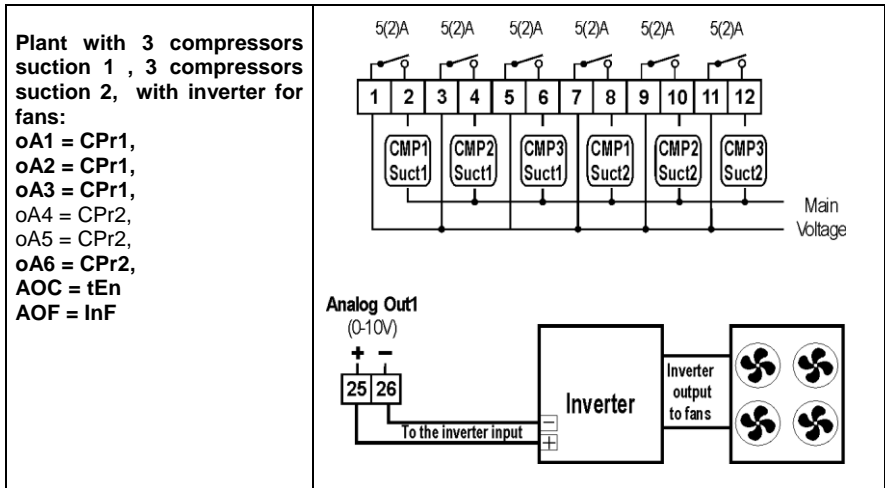 Plant with 3 compressors
suction 1 , 3 compressors
suction 2, with inverter for
fans:
oA1 = CPr1,
oA2 = CPr1,
oA3 = CPr1,
oA4 = CPr2,
oA5 = CPr2,
oA6 = CPr2,
AOC = tEn
AOF = InF
5(2)A 5(2)A 5(2)A 5(2)A 5(2)A 5(2)A
1 2 3 4 5 6 7 8 9 10 11 12
CMP1 CMP2 CMP3 CMP1 CMP2 CMP3
Suct1 Suct1 Suct1 Suct2 Suct2 Suct2
Main
Voltage
Analog Out1
(0-10V)
+ −
25 26
To the inverter input
−
+
Inverter
Inverter
output
to fans